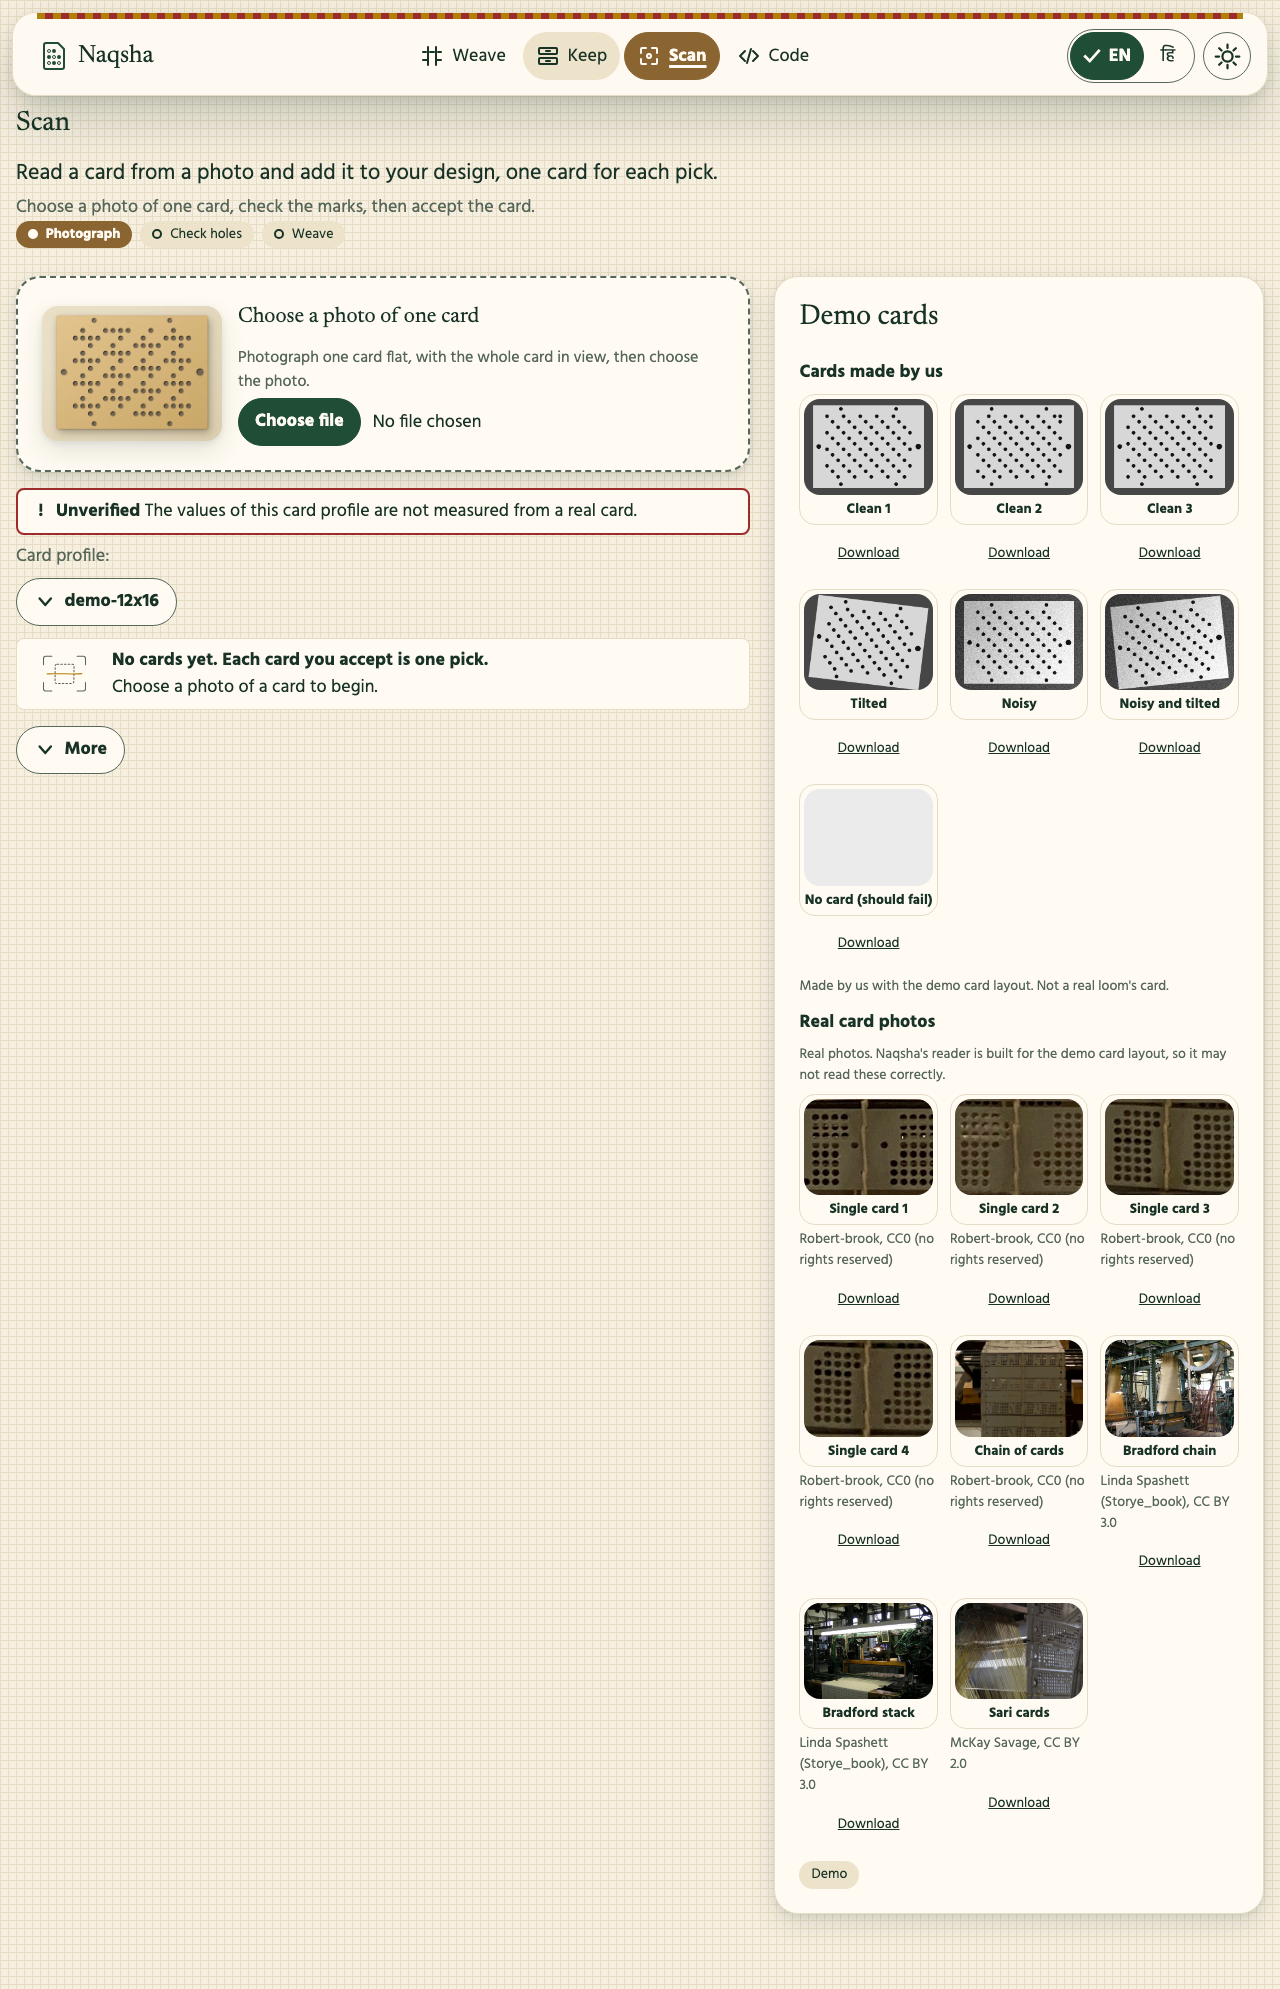 Naqsha
Weave
Keep
Scan
Code
EN
हि
Scan
Read a card from a photo and add it to your design, one card for each pick.
Choose a photo of one card, check the marks, then accept the card.
Photograph
Check holes
Weave
Choose a photo of one card
Photograph one card flat, with the whole card in view, then choose
the photo.
Choose file
No file chosen
! Unverified The values of this card profile are not measured from a real card.
Card profile:
demo-12x16
No cards yet. Each card you accept is one pick.
Choose a photo of a card to begin.
More
Demo cards
Cards made by us
Clean 1
Clean 2
Clean 3
Download
Download
Download
Tilted
Noisy
Noisy and tilted
Download
Download
Download
No card (should fail)
Download
Made by us with the demo card layout. Not a real loom's card.
Real card photos
Real photos. Naqsha's reader is built for the demo card layout, so it may
not read these correctly.
Single card 1
Robert-brook, CC0 (no
rights reserved)
Download
Single card 2
Robert-brook, CC0 (no
rights reserved)
Download
Single card 3
Robert-brook, CC0 (no
rights reserved)
Download
Single card 4
Robert-brook, CC0 (no
rights reserved)
Download
Chain of cards
Robert-brook, CC0 (no
rights reserved)
Download
Bradford chain
Linda Spashett
(Storye_book), CC BY
3.0
Download
Bradford stack
Linda Spashett
(Storye_book), CC BY
3.0
Download
Sari cards
McKay Savage, CC BY
2.0
Download
Demo